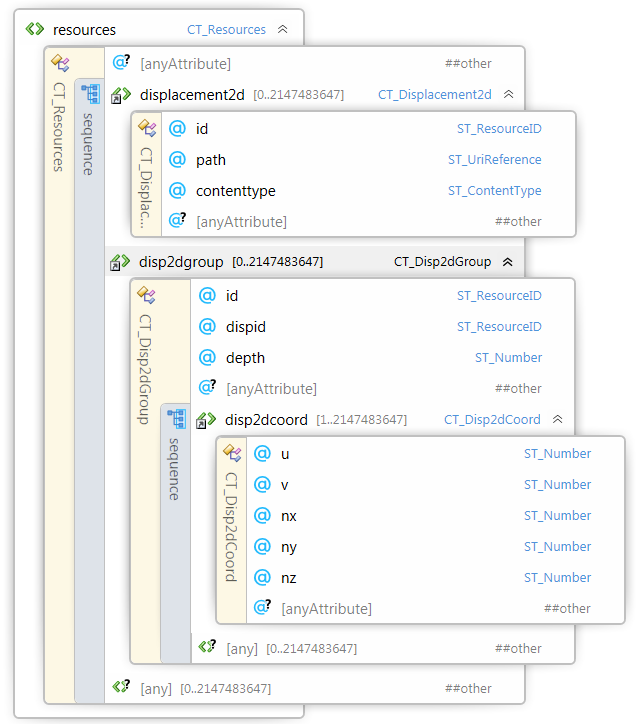 resources CT_Resources
CT_Resources
sequence
[anyAttribute] ##other
displacement2d [0..2147483647] CT_Displacement2d
CT_Displac...
@ id ST_ResourceID
@ path ST_UriReference
@ contenttype ST_ContentType
@? [anyAttribute] ##other
disp2dgroup [0..2147483647] CT_Disp2dGroup
CT_Disp2dGroup
sequence
@ id ST_ResourceID
@ dispid ST_ResourceID
@ depth ST_Number
@? [anyAttribute] ##other
disp2dcoord [1..2147483647] CT_Disp2dCoord
CT_Disp2dCoord
@ u ST_Number
@ v ST_Number
@ nx ST_Number
@ ny ST_Number
@ nz ST_Number
@? [anyAttribute] ##other
[any] [0..2147483647] ##other
[any] [0..2147483647] ##other